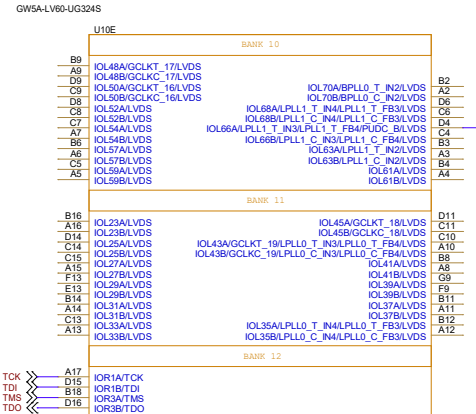 GW5A-LV60-UG324S
U10E
BANK 10
B9 IOL48A/GCLKT_17/LVDS
A9 IOL48B/GCLKC_17/LVDS
D9 IOL50A/GCLKT_16/LVDS IOL70A/BPLL0_T_IN2/LVDS B2
C9 IOL50B/GCLKC_16/LVDS IOL70B/BPLL0_C_IN2/LVDS A2
D8 IOL52A/LVDS IOL68A/LPLL1_T_IN4/LPLL1_T_FB3/LVDS D6
C8 IOL52B/LVDS IOL68B/LPLL1_C_IN4/LPLL1_C_FB3/LVDS C6
C7 IOL54A/LVDS IOL66A/LPLL1_T_IN3/LPLL1_T_FB4/PUDC_B/LVDS D4
A7 IOL54B/LVDS IOL66B/LPLL1_C_IN3/LPLL1_C_FB4/LVDS C4
B6 IOL57A/LVDS IOL63A/LPLL1_T_IN2/LVDS B3
A6 IOL57B/LVDS IOL63B/LPLL1_C_IN2/LVDS A3
C5 IOL59A/LVDS IOL61A/LVDS B4
A5 IOL59B/LVDS IOL61B/LVDS A4
BANK 11
B16 IOL23A/LVDS IOL45A/GCLKT_18/LVDS D11
A16 IOL23B/LVDS IOL45B/GCLKC_18/LVDS C11
D14 IOL25A/LVDS IOL43A/GCLKT_19/LPLL0_T_IN3/LPLL0_T_FB4/LVDS C10
C14 IOL25B/LVDS IOL43B/GCLKC_19/LPLL0_C_IN3/LPLL0_C_FB4/LVDS A10
C15 IOL27A/LVDS IOL41A/LVDS B8
A15 IOL27B/LVDS IOL41B/LVDS A8
F13 IOL29A/LVDS IOL39A/LVDS G9
E13 IOL29B/LVDS IOL39B/LVDS F9
B14 IOL31A/LVDS IOL37A/LVDS B11
A14 IOL31B/LVDS IOL37B/LVDS A11
C13 IOL33A/LVDS IOL35A/LPLL0_T_IN4/LPLL0_T_FB3/LVDS B12
A13 IOL33B/LVDS IOL35B/LPLL0_C_IN4/LPLL0_C_FB3/LVDS A12
BANK 12
TCK A17 IOR1A/TCK
TDI D15 IOR1B/TDI
TMS B18 IOR3A/TMS
TDO D16 IOR3B/TDO